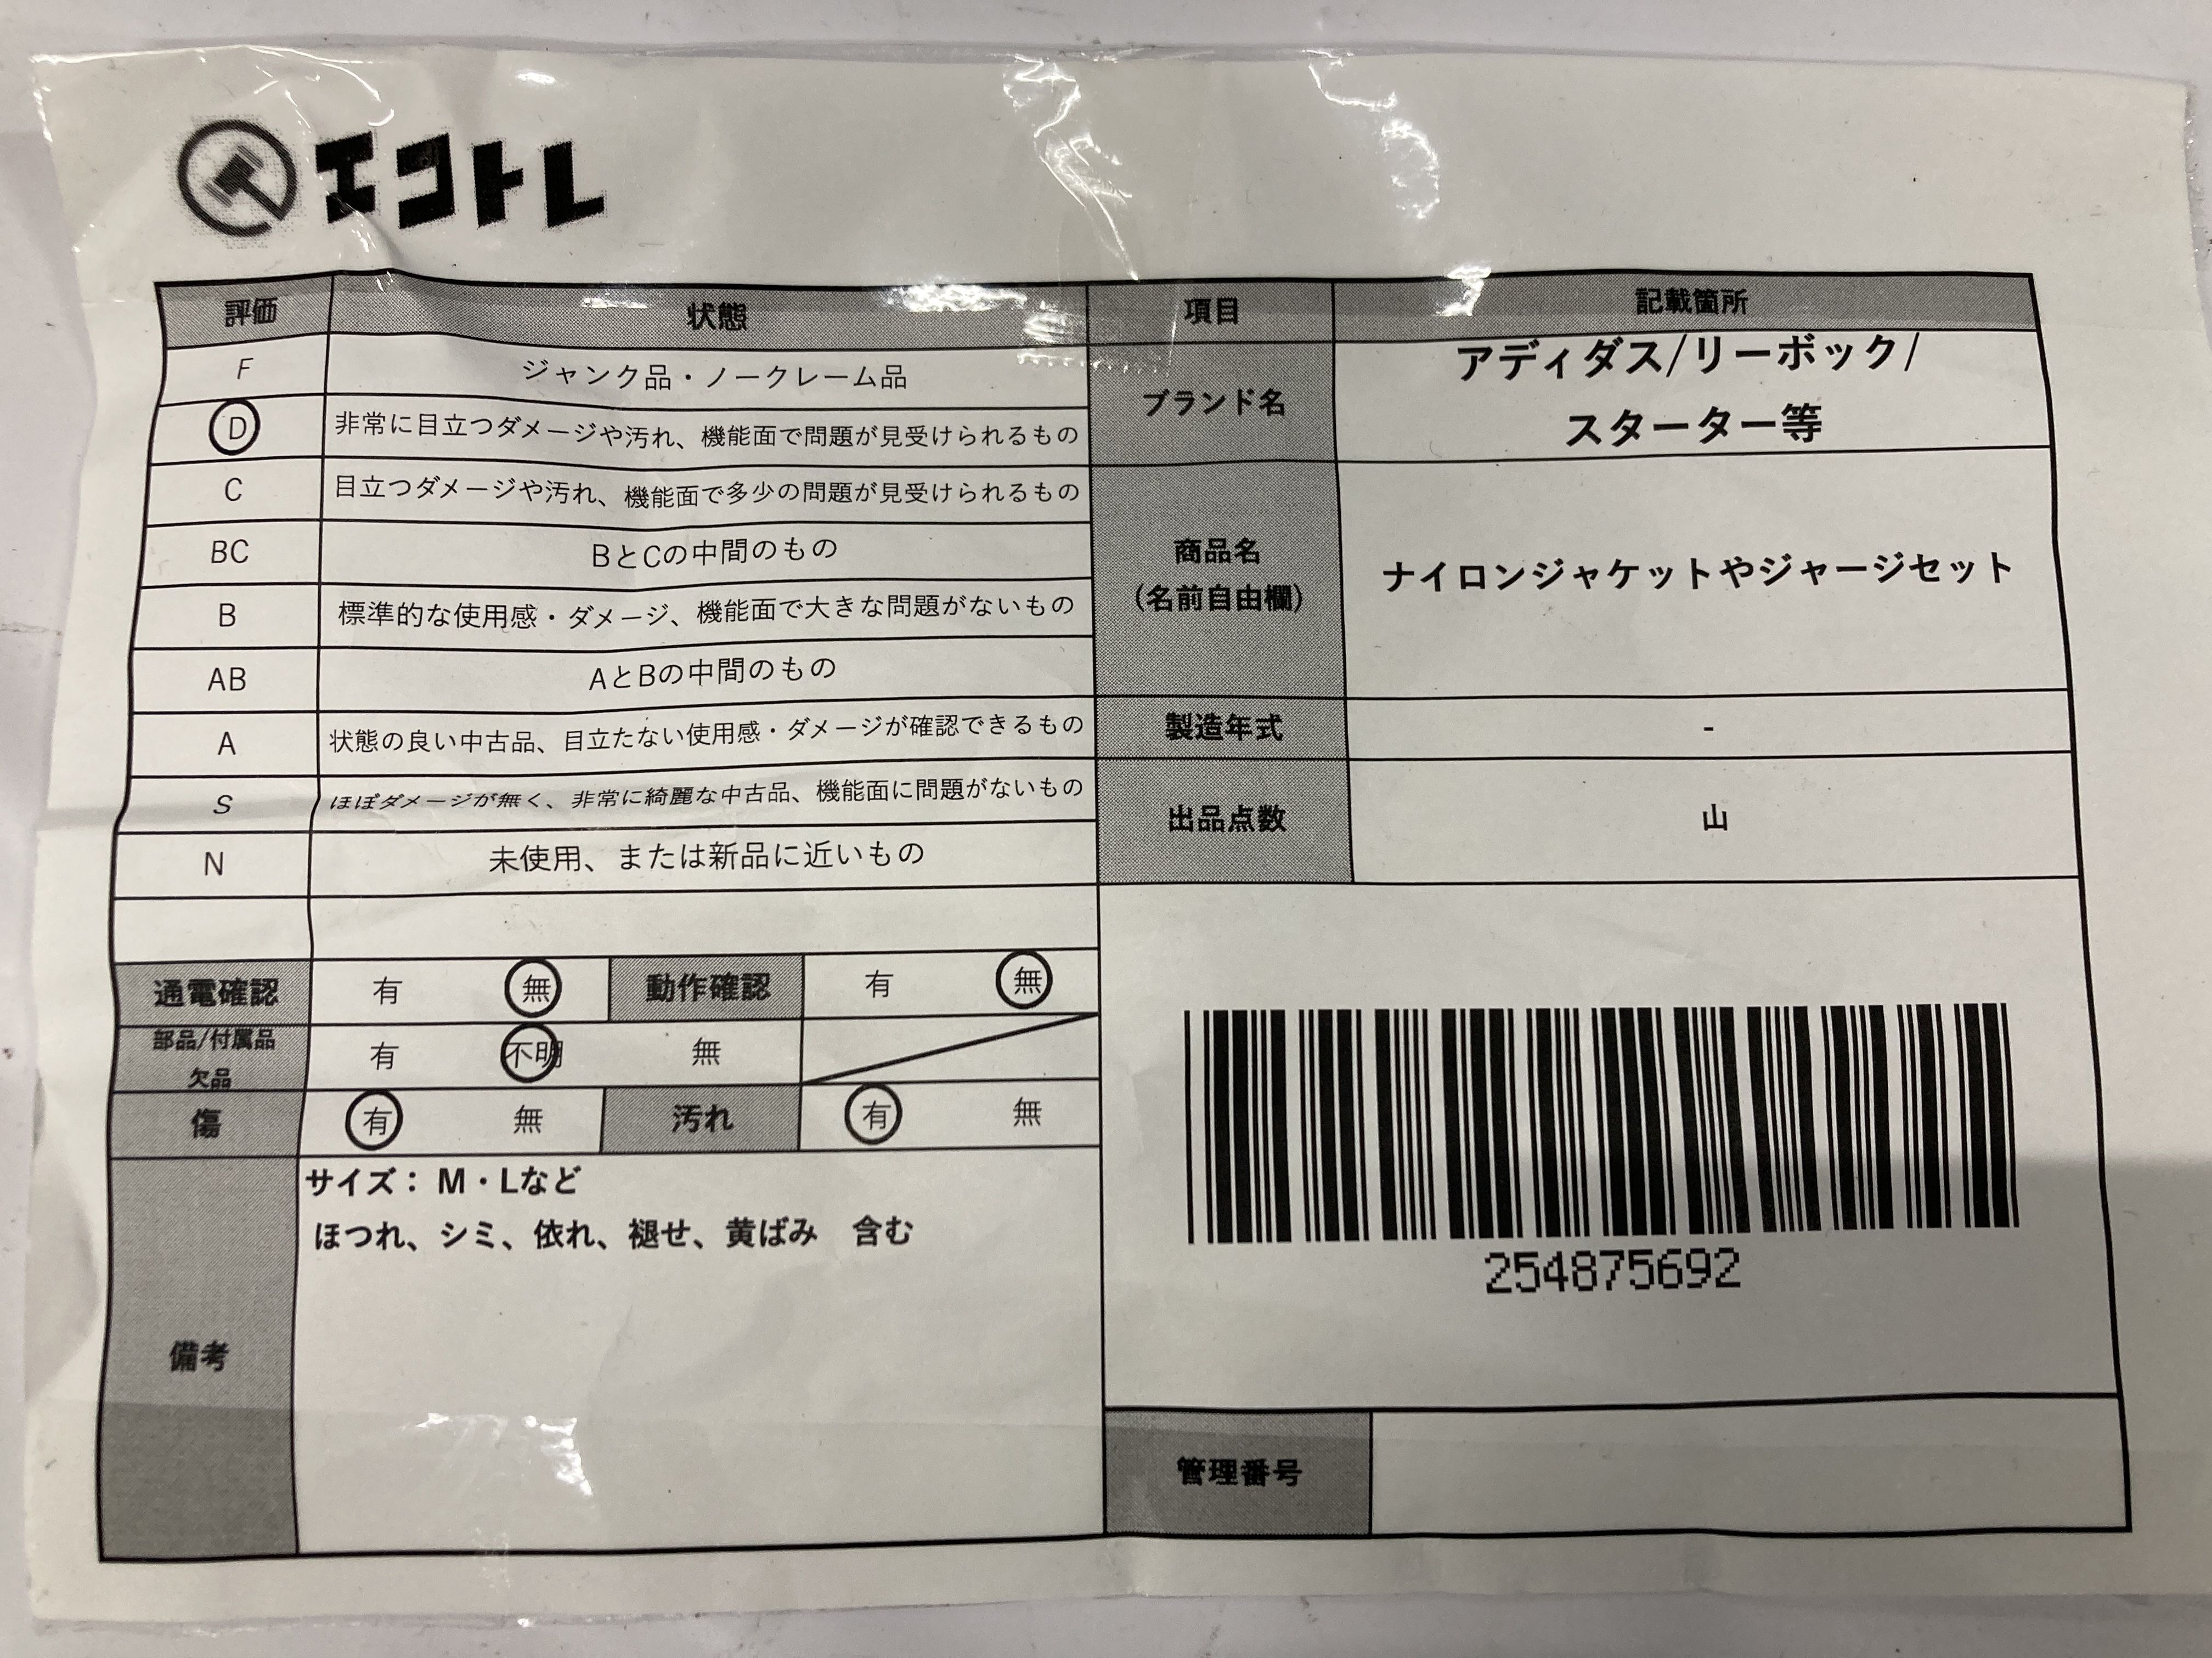 エコトレ
評価 状態 項目 記載箇所
F ジャンク品・ノークレーム品
D 非常に目立つダメージや汚れ、機能面で問題が見受けられるもの
C 目立つダメージや汚れ、機能面で多少の問題が見受けられるもの
BC BとCの中間のもの
B 標準的な使用感・ダメージ、機能面で大きな問題がないもの
AB AとBの中間のもの
A 状態の良い中古品、目立たない使用感・ダメージが確認できるもの
S ほぼダメージが無く、非常に綺麗な中古品、機能面に問題がないもの
N 未使用、または新品に近いもの
ブランド名
アディダス/リーボック/
スターター等
商品名
(名前自由欄)
ナイロンジャケットやジャージセット
製造年式 -
出品点数 山
通電確認 有 無 動作確認 有 無
部品/付属品
欠品
有 不明 無
傷 有 無 汚れ 有 無
備考
サイズ： M・Lなど
ほつれ、シミ、依れ、褪せ、黄ばみ　含む
254875692
管理番号